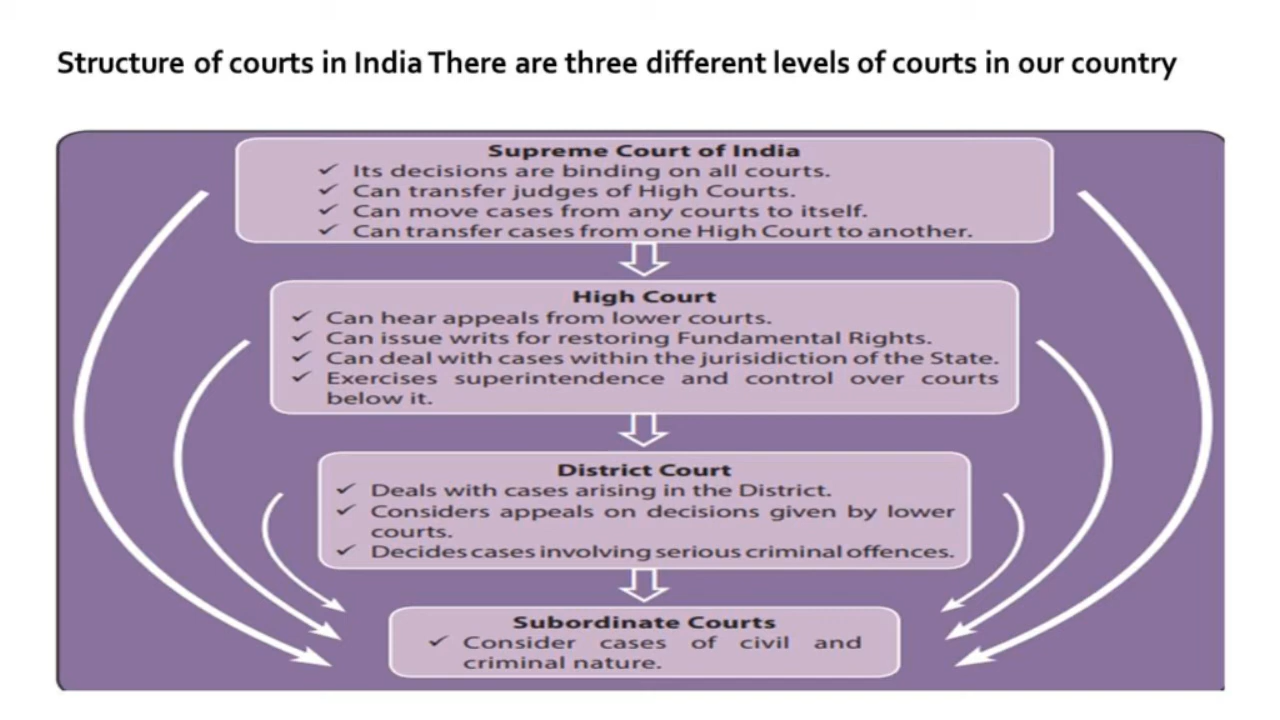 Structure of courts in India There are three different levels of courts in our country
Supreme Court of India
✓ Its decisions are binding on all courts.
✓ Can transfer judges of High Courts.
✓ Can move cases from any courts to itself.
✓ Can transfer cases from one High Court to another.
High Court
✓ Can hear appeals from lower courts.
✓ Can issue writs for restoring Fundamental Rights.
✓ Can deal with cases within the jurisidiction of the State.
✓ Exercises superintendence and control over courts
below it.
District Court
✓ Deals with cases arising in the District.
✓ Considers appeals on decisions given by lower
courts.
✓ Decides cases involving serious criminal offences.
Subordinate Courts
✓ Consider cases of civil and
criminal nature.